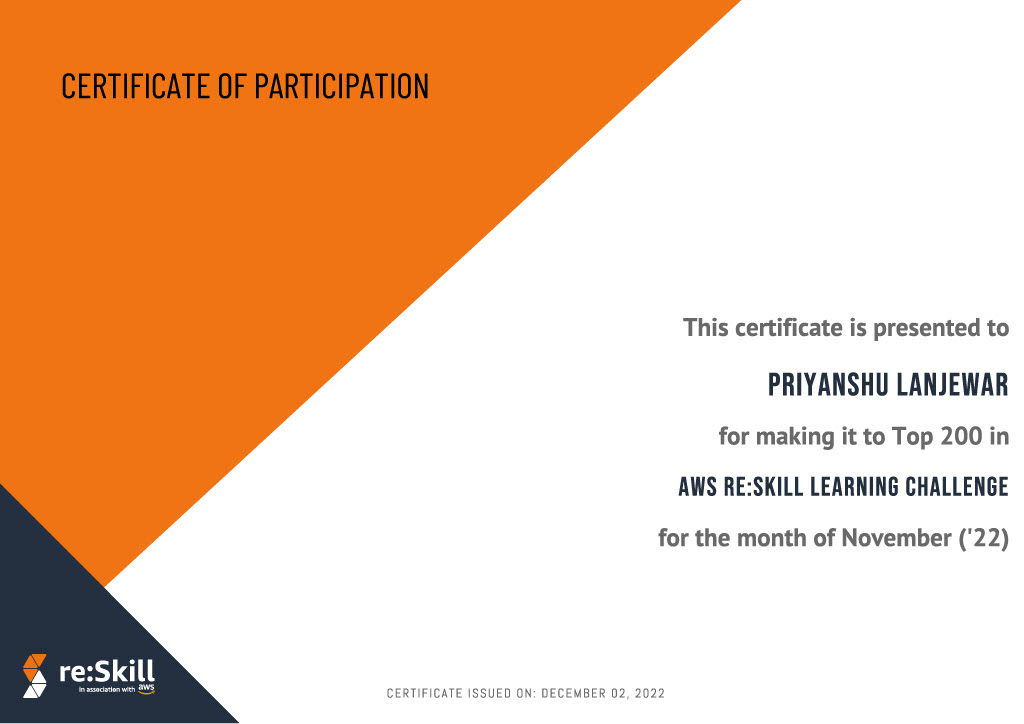 CERTIFICATE OF PARTICIPATION
This certificate is presented to
PRIYANSHU LANJEWAR
for making it to Top 200 in
AWS RE:SKILL LEARNING CHALLENGE
for the month of November ('22)
re:Skill
in association with aws
CERTIFICATE ISSUED ON: DECEMBER 02, 2022